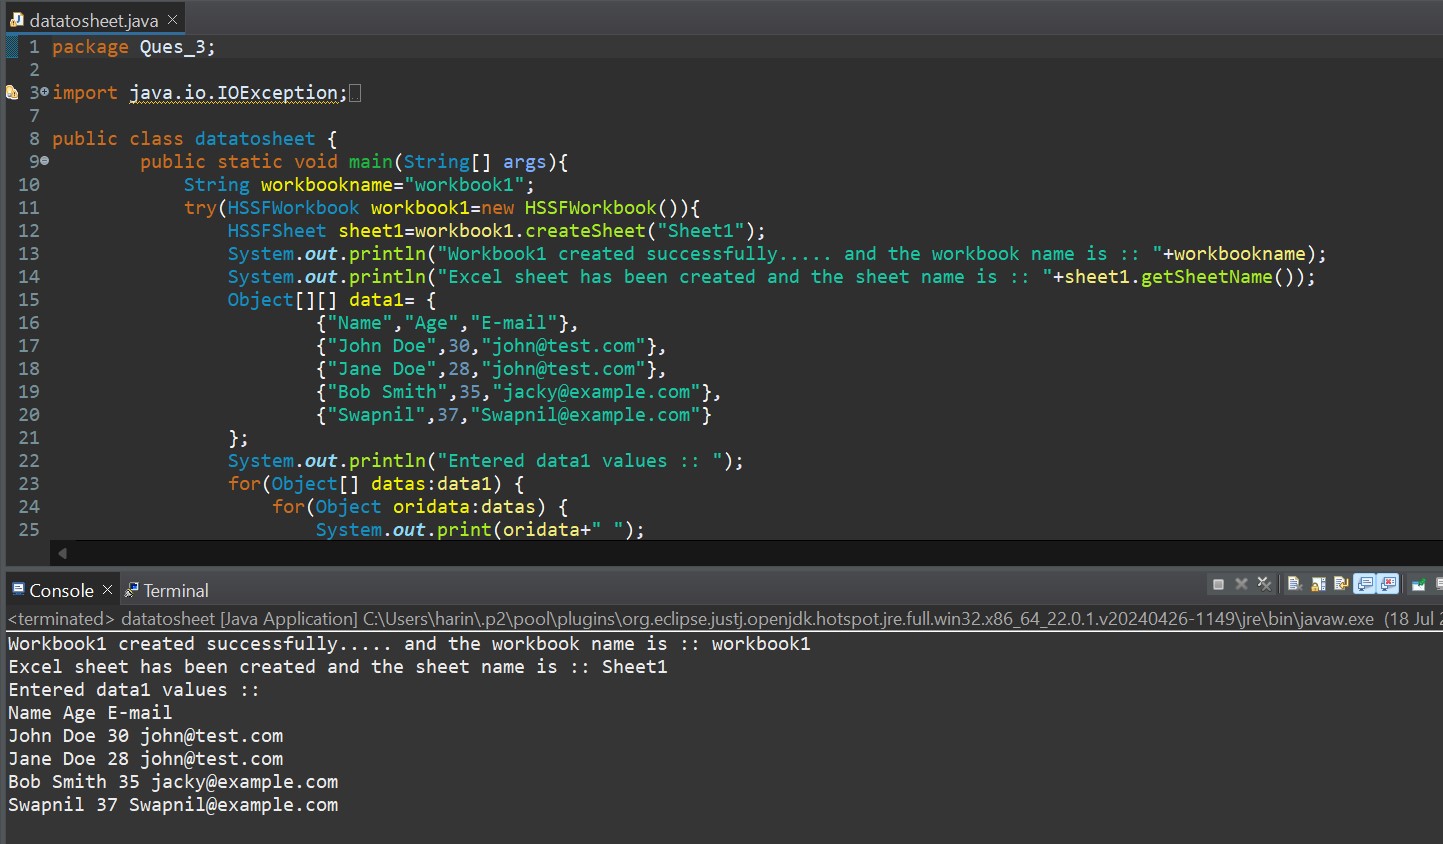 datatosheet.java
1 package Ques_3;
2
3 import java.io.IOException;
7
8 public class datatosheet {
9 public static void main(String[] args){
10 String workbookname="workbook1";
11 try(HSSFWorkbook workbook1=new HSSFWorkbook()){
12 HSSFSheet sheet1=workbook1.createSheet("Sheet1");
13 System.out.println("Workbook1 created successfully..... and the workbook name is :: "+workbookname);
14 System.out.println("Excel sheet has been created and the sheet name is :: "+sheet1.getSheetName());
15 Object[][] data1= {
16 {"Name","Age","E-mail"},
17 {"John Doe",30,"john@test.com"},
18 {"Jane Doe",28,"john@test.com"},
19 {"Bob Smith",35,"jacky@example.com"},
20 {"Swapnil",37,"Swapnil@example.com"}
21 };
22 System.out.println("Entered data1 values :: ");
23 for(Object[] datas:data1) {
24 for(Object oridata:datas) {
25 System.out.print(oridata+" ");
Console Terminal
<terminated> datatosheet [Java Application] C:\Users\harin\.p2\pool\plugins\org.eclipse.justj.openjdk.hotspot.jre.full.win32.x86_64_22.0.1.v20240426-1149\jre\bin\javaw.exe (18 Jul
Workbook1 created successfully..... and the workbook name is :: workbook1
Excel sheet has been created and the sheet name is :: Sheet1
Entered data1 values ::
Name Age E-mail
John Doe 30 john@test.com
Jane Doe 28 john@test.com
Bob Smith 35 jacky@example.com
Swapnil 37 Swapnil@example.com